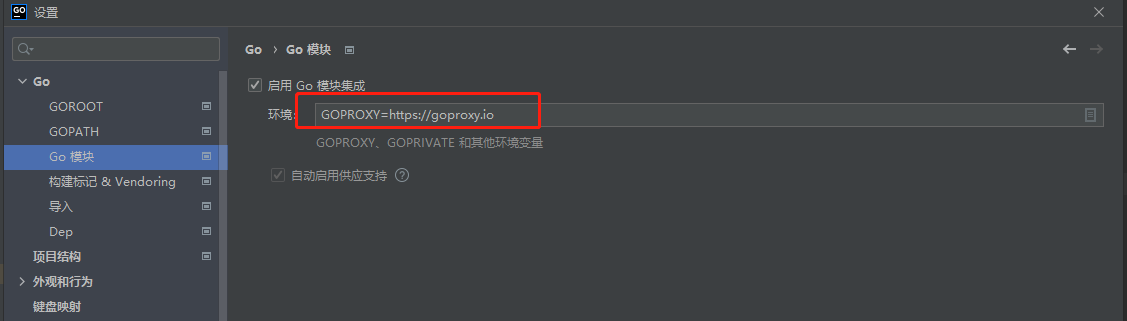 GO 设置
Go
GOROOT
GOPATH
Go 模块
构建标记 & Vendoring
导入
Dep
项目结构
外观和行为
键盘映射
Go › Go 模块
启用 Go 模块集成
环境: GOPROXY=https://goproxy.io
GOPROXY、GOPRIVATE 和其他环境变量
自动启用供应支持 ?